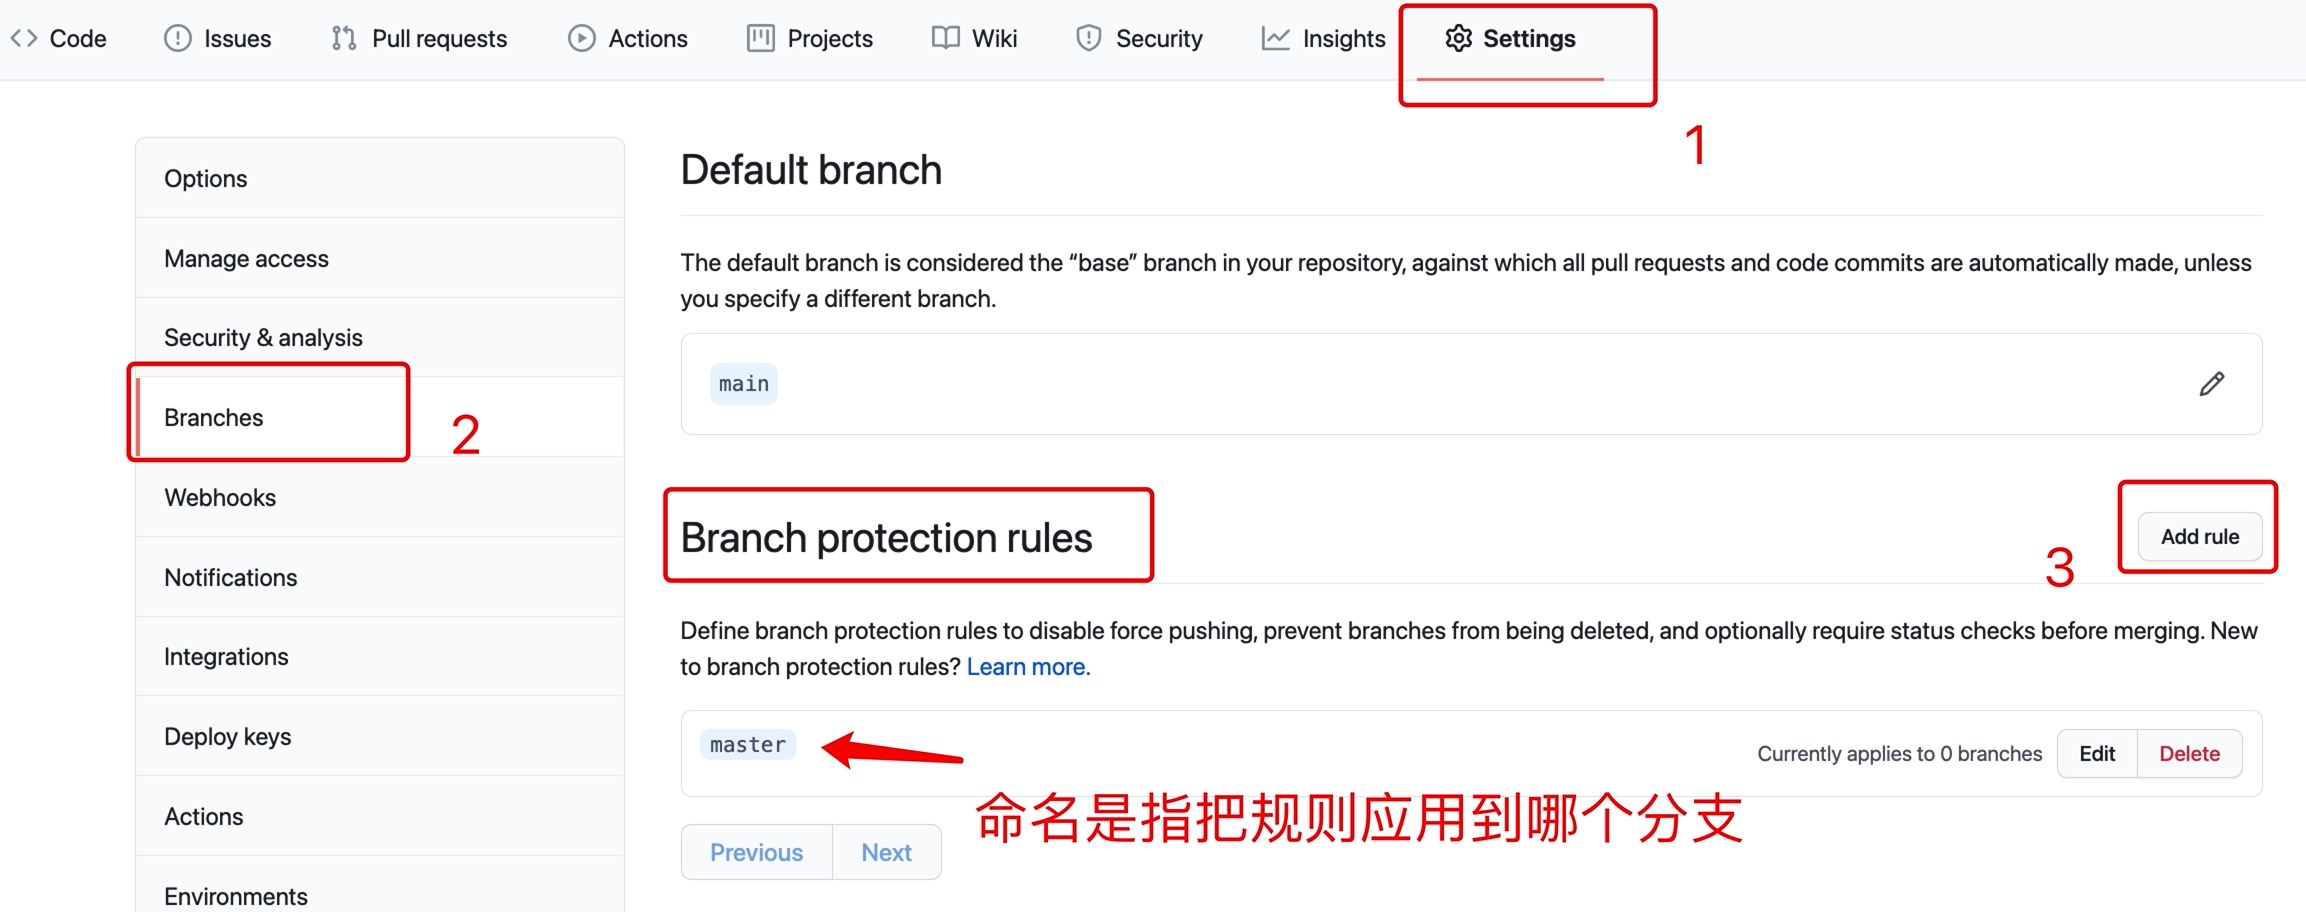 Code Issues Pull requests Actions Projects Wiki Security Insights Settings
1
Options
Manage access
Security & analysis
Branches
2
Webhooks
Notifications
Integrations
Deploy keys
Actions
Environments
Default branch
The default branch is considered the “base” branch in your repository, against which all pull requests and code commits are automatically made, unless
you specify a different branch.
main
Branch protection rules
Add rule
3
Define branch protection rules to disable force pushing, prevent branches from being deleted, and optionally require status checks before merging. New
to branch protection rules? Learn more.
master
Currently applies to 0 branches Edit Delete
命名是指把规则应用到哪个分支
Previous Next